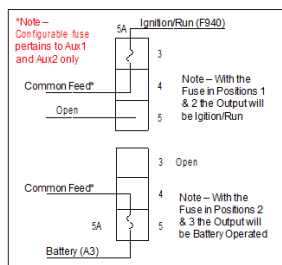 *Note –
Configurable fuse
pertains to Aux1
and Aux2 only
Ignition/Run (F940)
5A
3
Common Feed*
4
Open
5
Note – With the
Fuse in Positions 1
& 2 the Output will
be Igition/Run
3 Open
Common Feed*
4
5A
5
Note – With the
Fuse in Positions 2
& 3 the Output will
be Battery Operated
Battery (A3)